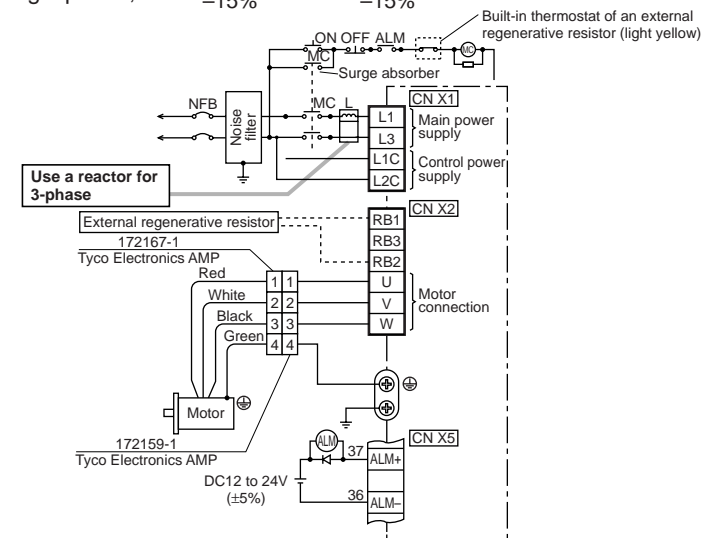 −15% −15%
Built-in thermostat of an external
regenerative resistor (light yellow)
ON OFF ALM
MC
MC
Surge absorber
NFB
Noise
filter
MC L
CN X1
L1
L3
L1C
L2C
Main power
supply
Control power
supply
Use a reactor for
3-phase
CN X2
External regenerative resistor
RB1
RB3
RB2
U
V
W
172167-1
Tyco Electronics AMP
Red
White
Black
Green
1 1
2 2
3 3
4 4
Motor
connection
Motor
172159-1
Tyco Electronics AMP
CN X5
ALM
37
ALM+
DC12 to 24V
(±5%)
36
ALM−